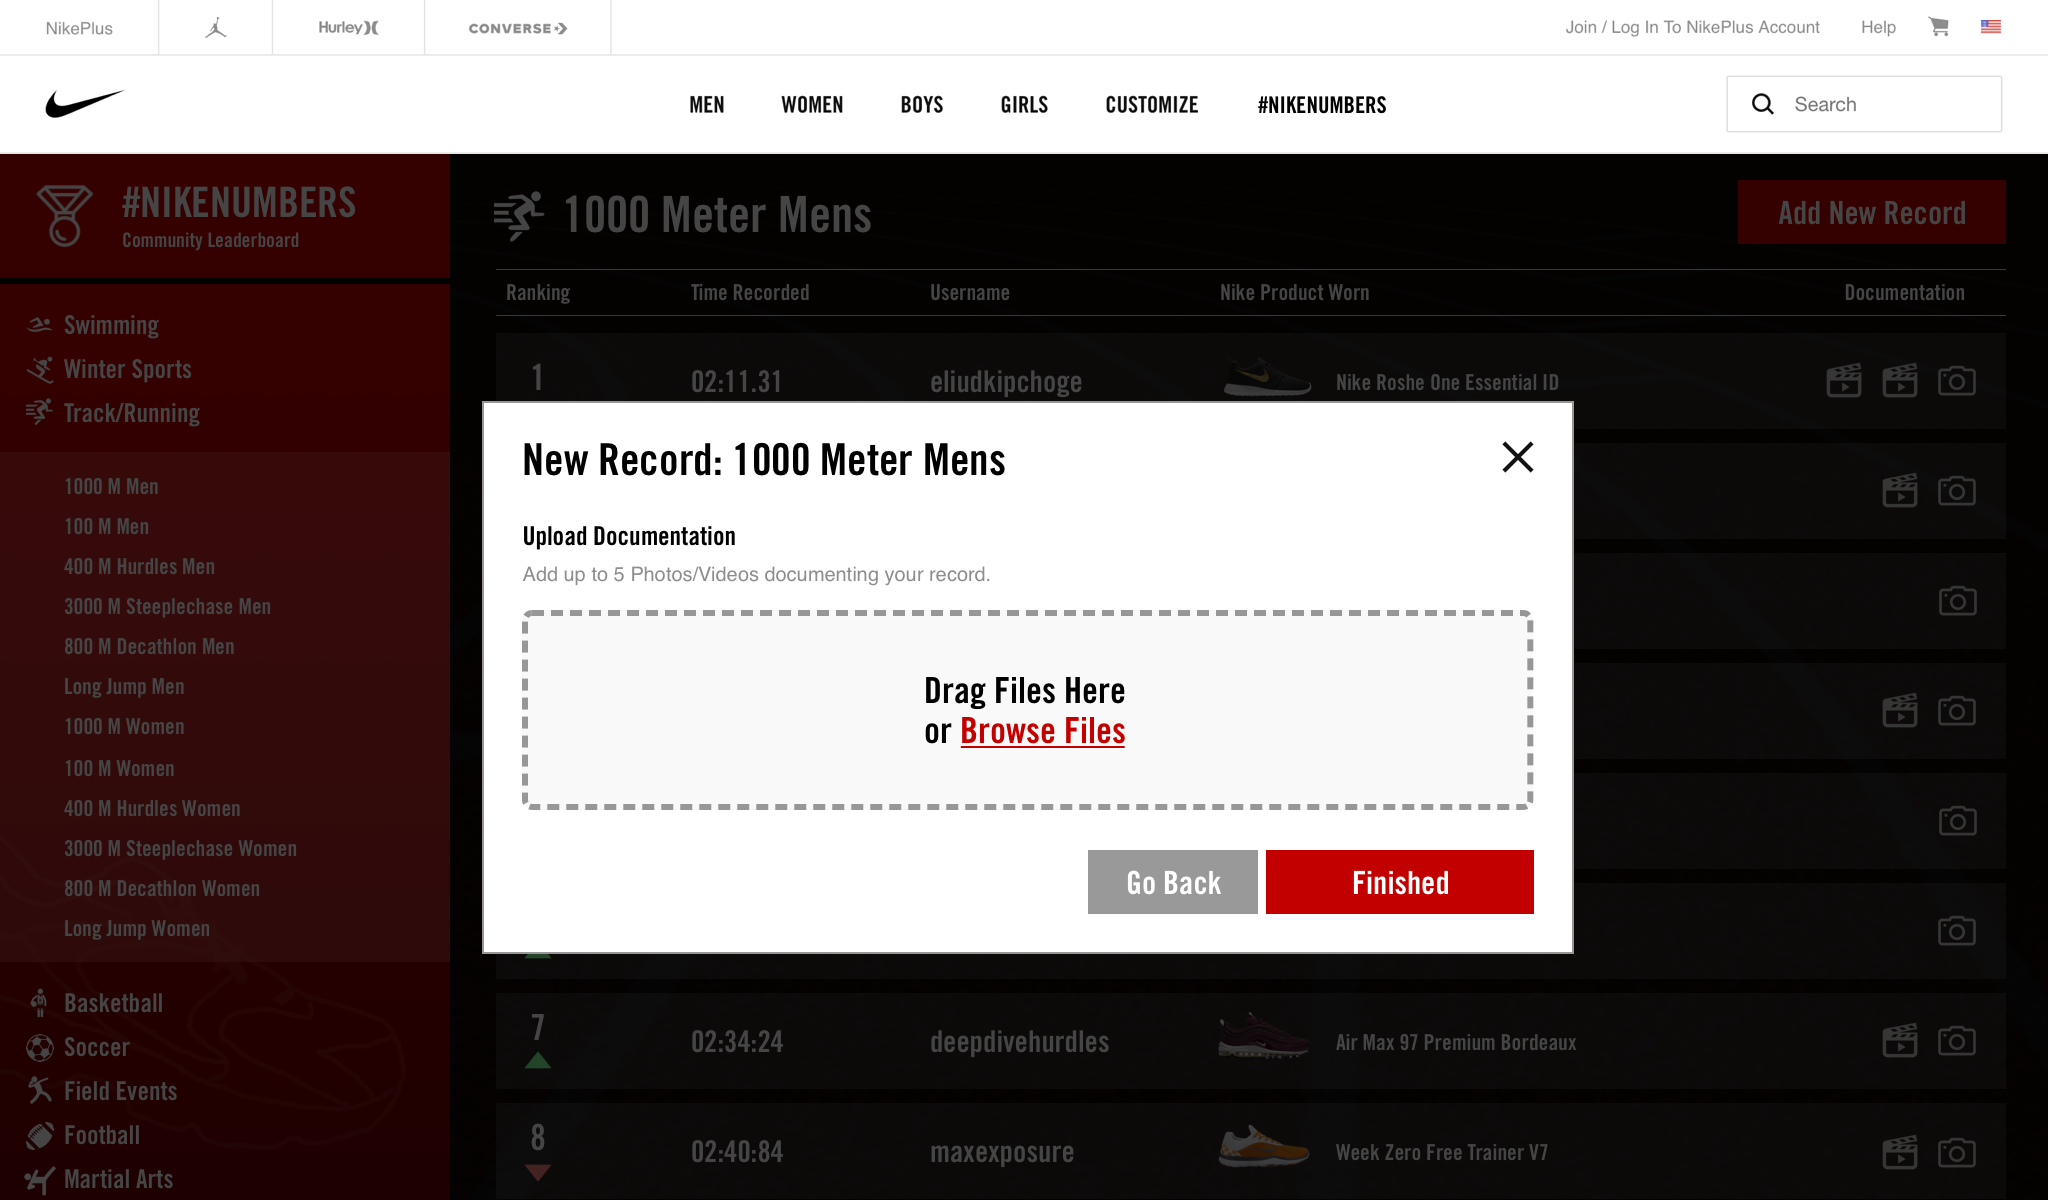 NikePlus
Hurley
CONVERSE
Join / Log In To NikePlus Account
Help
MEN
WOMEN
BOYS
GIRLS
CUSTOMIZE
#NIKENUMBERS
Search
#NIKENUMBERS
Community Leaderboard
Swimming
Winter Sports
Track/Running
1000 M Men
100 M Men
400 M Hurdles Men
3000 M Steeplechase Men
800 M Decathlon Men
Long Jump Men
1000 M Women
100 M Women
400 M Hurdles Women
3000 M Steeplechase Women
800 M Decathlon Women
Long Jump Women
Basketball
Soccer
Field Events
Football
Martial Arts
1000 Meter Mens
Add New Record
Ranking
Time Recorded
Username
Nike Product Worn
Documentation
1
02:11.31
eliudkipchoge
Nike Roshe One Essential ID
New Record: 1000 Meter Mens
Upload Documentation
Add up to 5 Photos/Videos documenting your record.
Drag Files Here
or Browse Files
Go Back
Finished
7
02:34:24
deepdivehurdles
Air Max 97 Premium Bordeaux
8
02:40:84
maxexposure
Week Zero Free Trainer V7